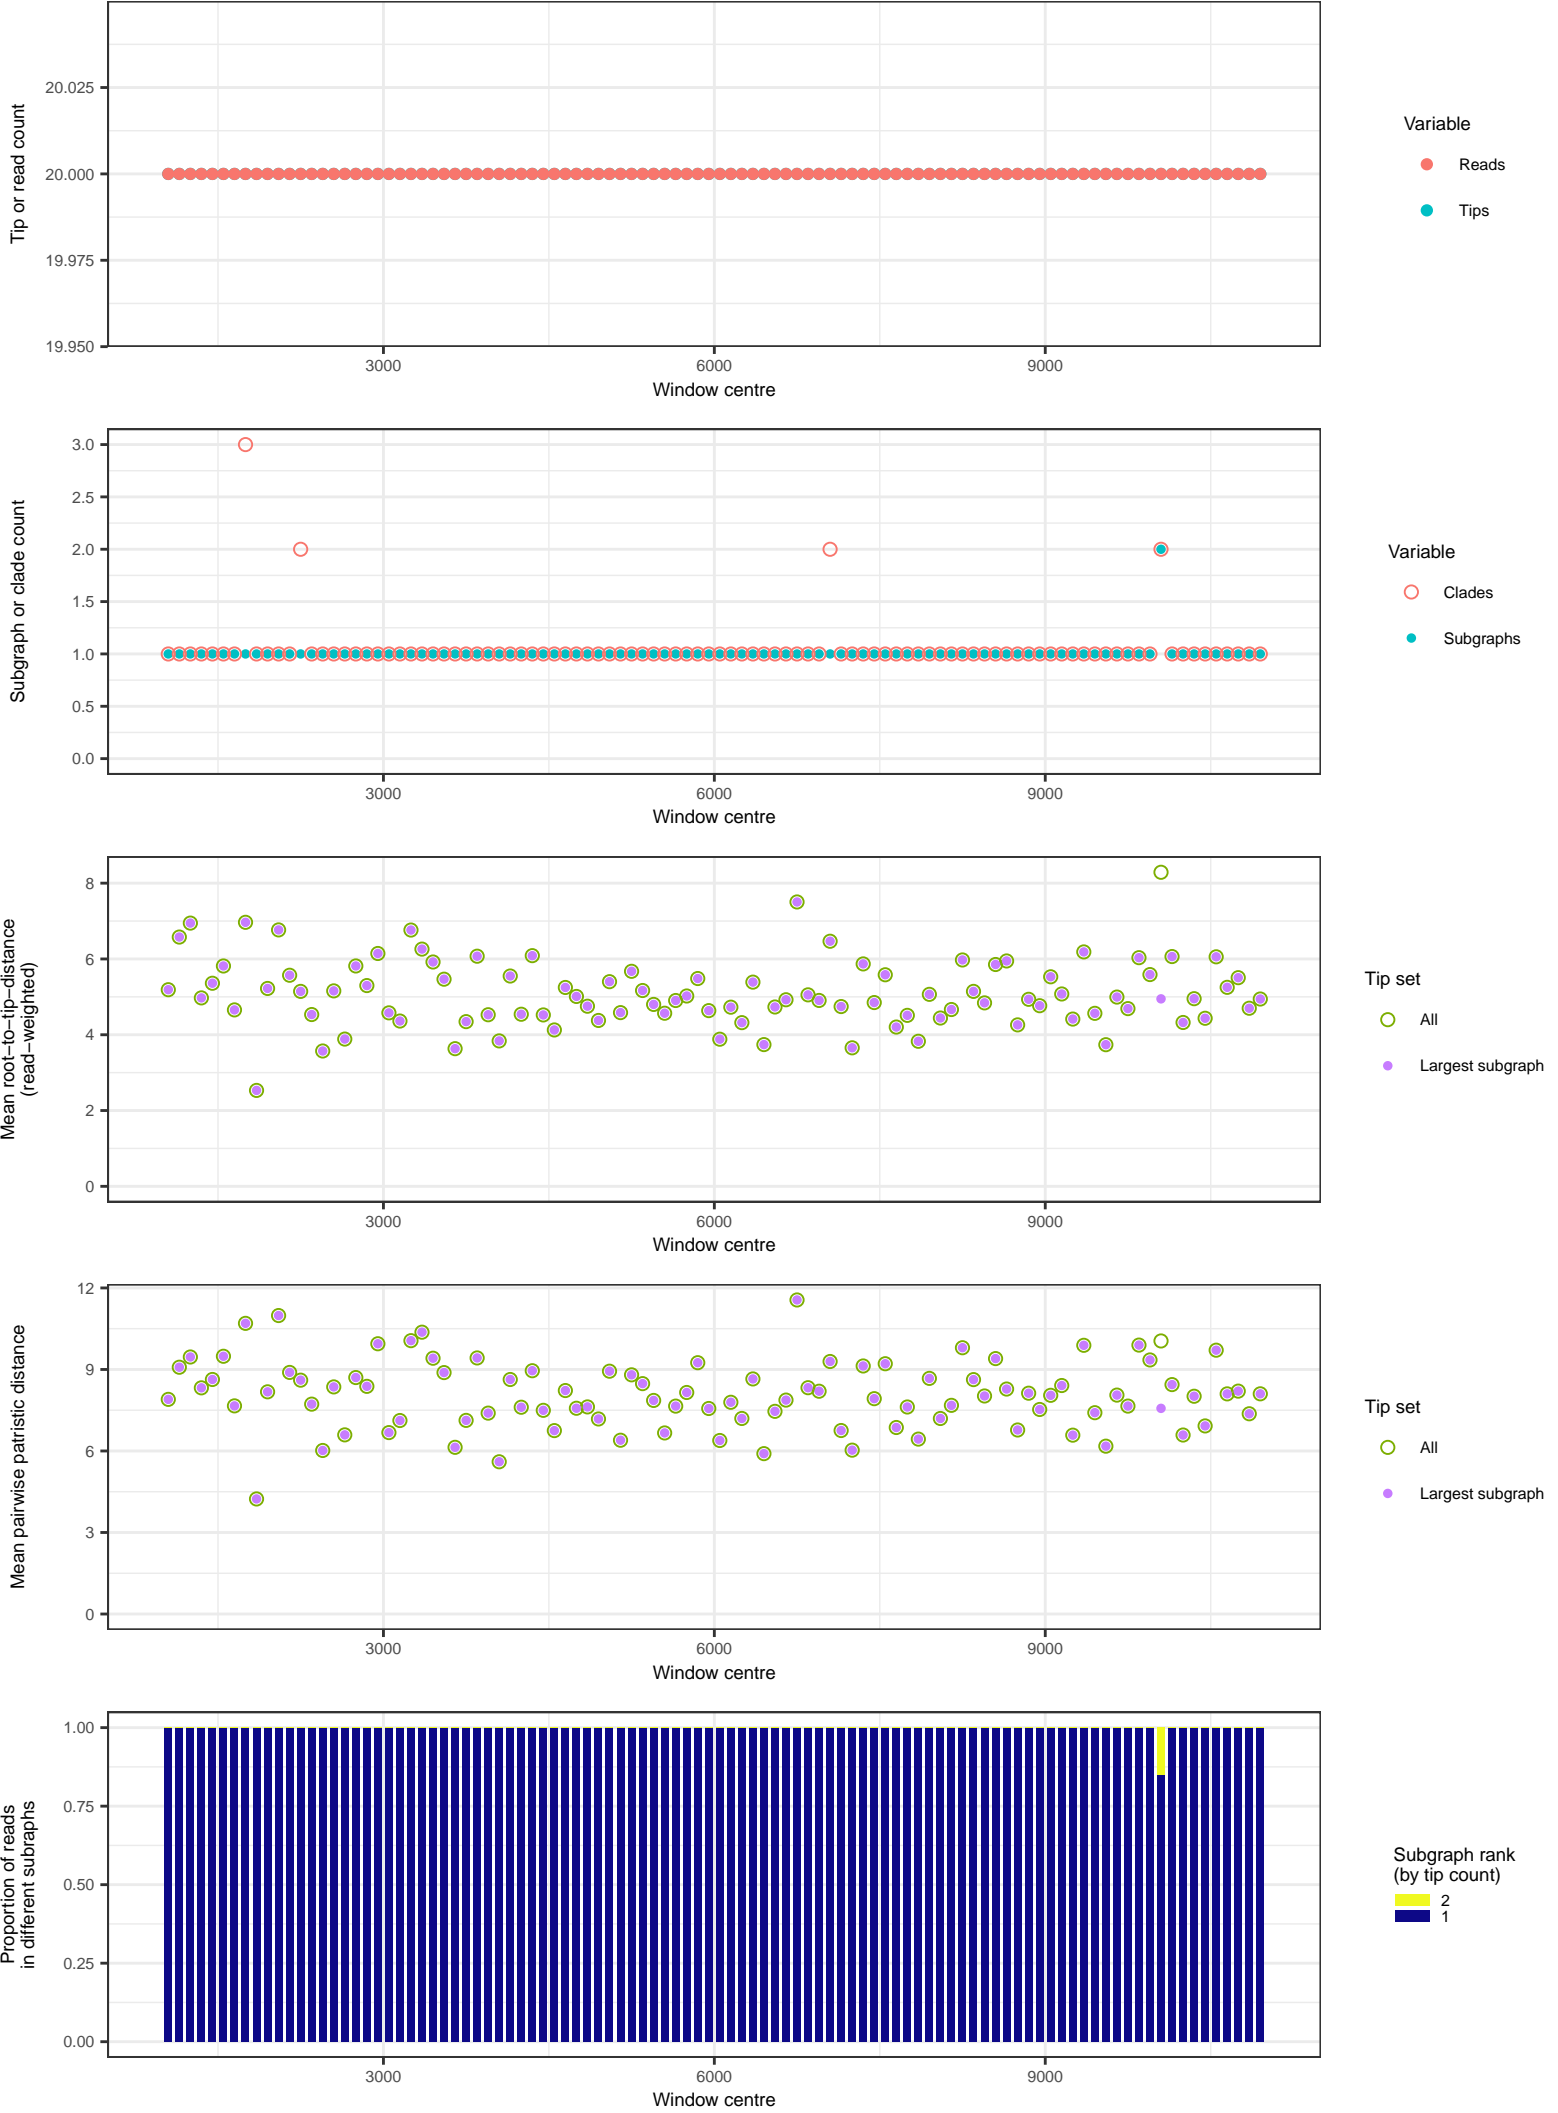 20.025
20.000
19.975
19.950
Tip or read count
3000 6000 9000
Window centre
Variable
Reads
Tips
3.0
2.5
2.0
1.5
1.0
0.5
0.0
Subgraph or clade count
3000 6000 9000
Window centre
Variable
Clades
Subgraphs
8
6
4
2
0
Mean root−to−tip−distance
(read−weighted)
3000 6000 9000
Window centre
Tip set
All
Largest subgraph
12
9
6
3
0
Mean pairwise patristic distance
3000 6000 9000
Window centre
Tip set
All
Largest subgraph
1.00
0.75
0.50
0.25
0.00
Proportion of reads
in different subraphs
3000 6000 9000
Window centre
Subgraph rank
(by tip count)
2
1